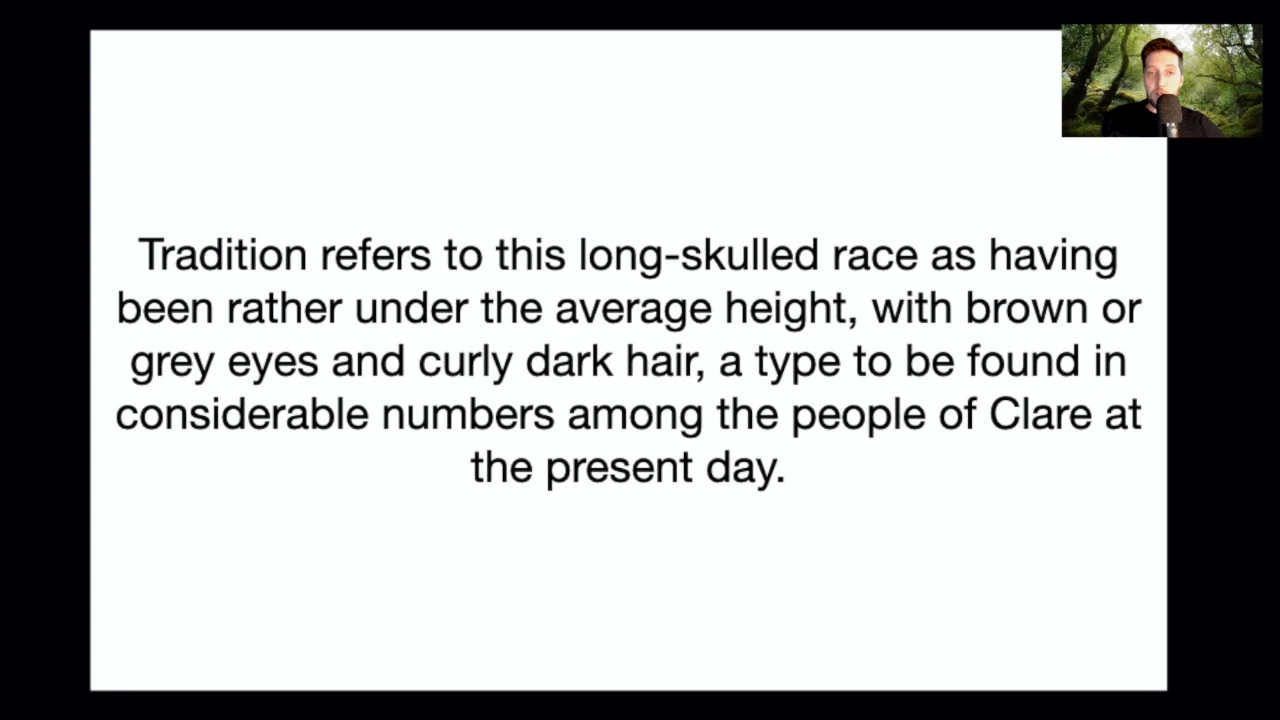 Tradition refers to this long-skulled race as having
been rather under the average height, with brown or
grey eyes and curly dark hair, a type to be found in
considerable numbers among the people of Clare at
the present day.